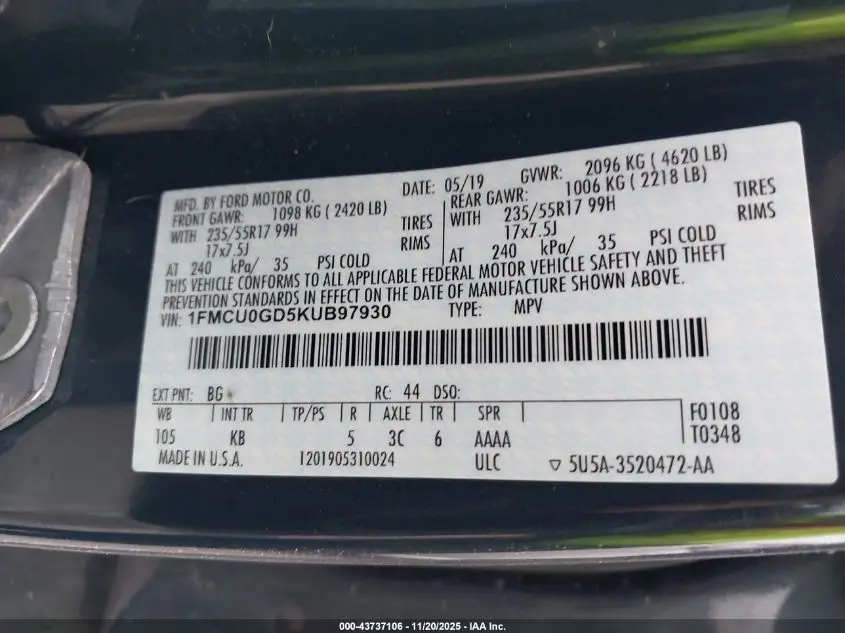 MFD. BY FORD MOTOR CO. DATE: 05/19 GVWR: 2096 KG ( 4620 LB)
FRONT GAWR: 1098 KG ( 2420 LB) REAR GAWR: 1006 KG ( 2218 LB)
WITH 235/55R17 99H TIRES WITH 235/55R17 99H TIRES
17x7.5J RIMS 17x7.5J RIMS
AT 240 kPa/ 35 PSI COLD AT 240 kPa/ 35 PSI COLD
THIS VEHICLE CONFORMS TO ALL APPLICABLE FEDERAL MOTOR VEHICLE SAFETY AND THEFT
PREVENTION STANDARDS IN EFFECT ON THE DATE OF MANUFACTURE SHOWN ABOVE.
VIN: 1FMCU0GD5KUB97930 TYPE: MPV
EXT PNT: BG RC: 44 DSO:
WB INT TR TP/PS R AXLE TR SPR F0108
105 KB 5 3C 6 AAAA T0348
MADE IN U.S.A. 1201905310024 ULC 5U5A-3520472-AA
000-43737106 - 11/20/2025 - IAA Inc.